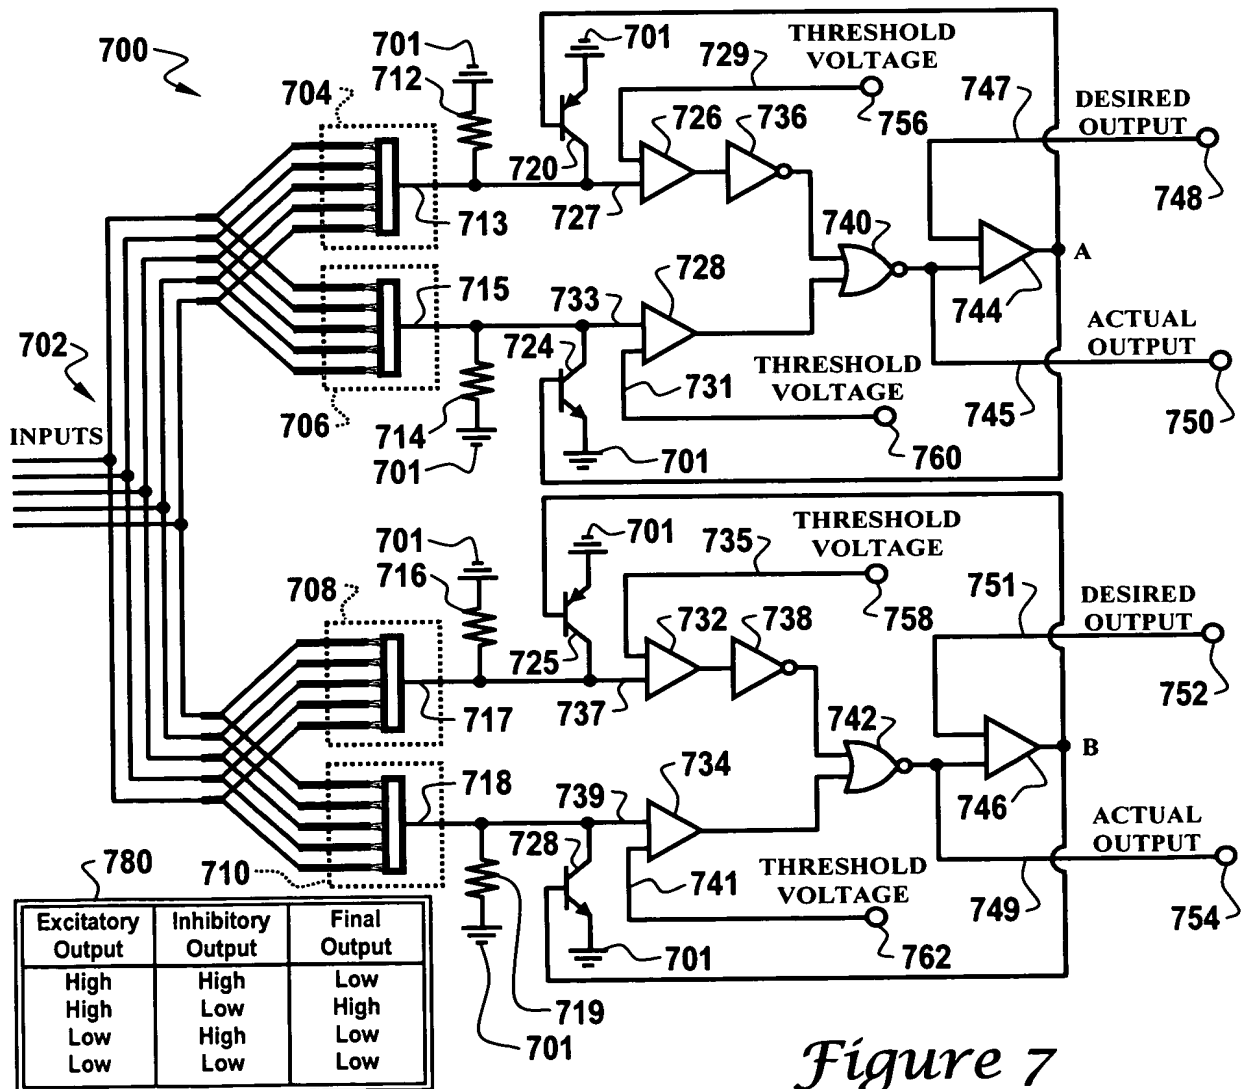 700
701
712
704
713
720
701
THRESHOLD
VOLTAGE
729
756
726
736
727
747
DESIRED
OUTPUT
748
740
A
744
715
733
728
724
731
THRESHOLD
VOLTAGE
760
ACTUAL
OUTPUT
745
750
702
INPUTS
706
714
701
701
701
716
708
717
725
701
THRESHOLD
VOLTAGE
735
758
732
738
737
751
DESIRED
OUTPUT
752
742
B
746
718
739
734
728
741
THRESHOLD
VOLTAGE
762
ACTUAL
OUTPUT
749
754
710
719
701
701
780
Excitatory Output Inhibitory Output Final Output
High High Low
High Low High
Low High Low
Low Low Low
Figure 7